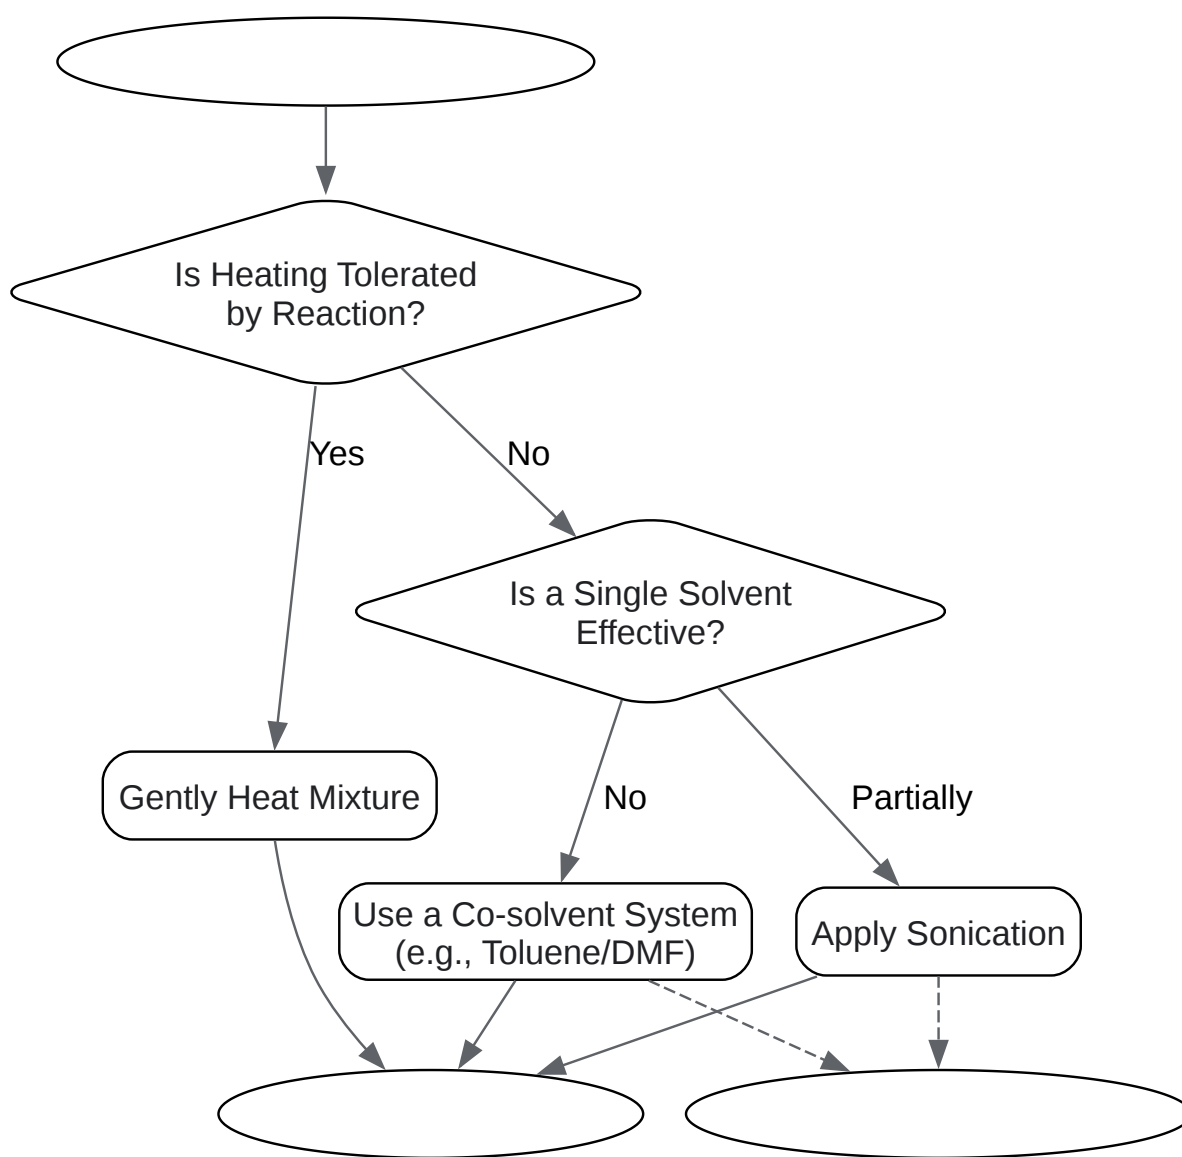 Is Heating Tolerated
by Reaction?
Yes
No
Is a Single Solvent
Effective?
Gently Heat Mixture
No
Partially
Use a Co-solvent System
(e.g., Toluene/DMF)
Apply Sonication